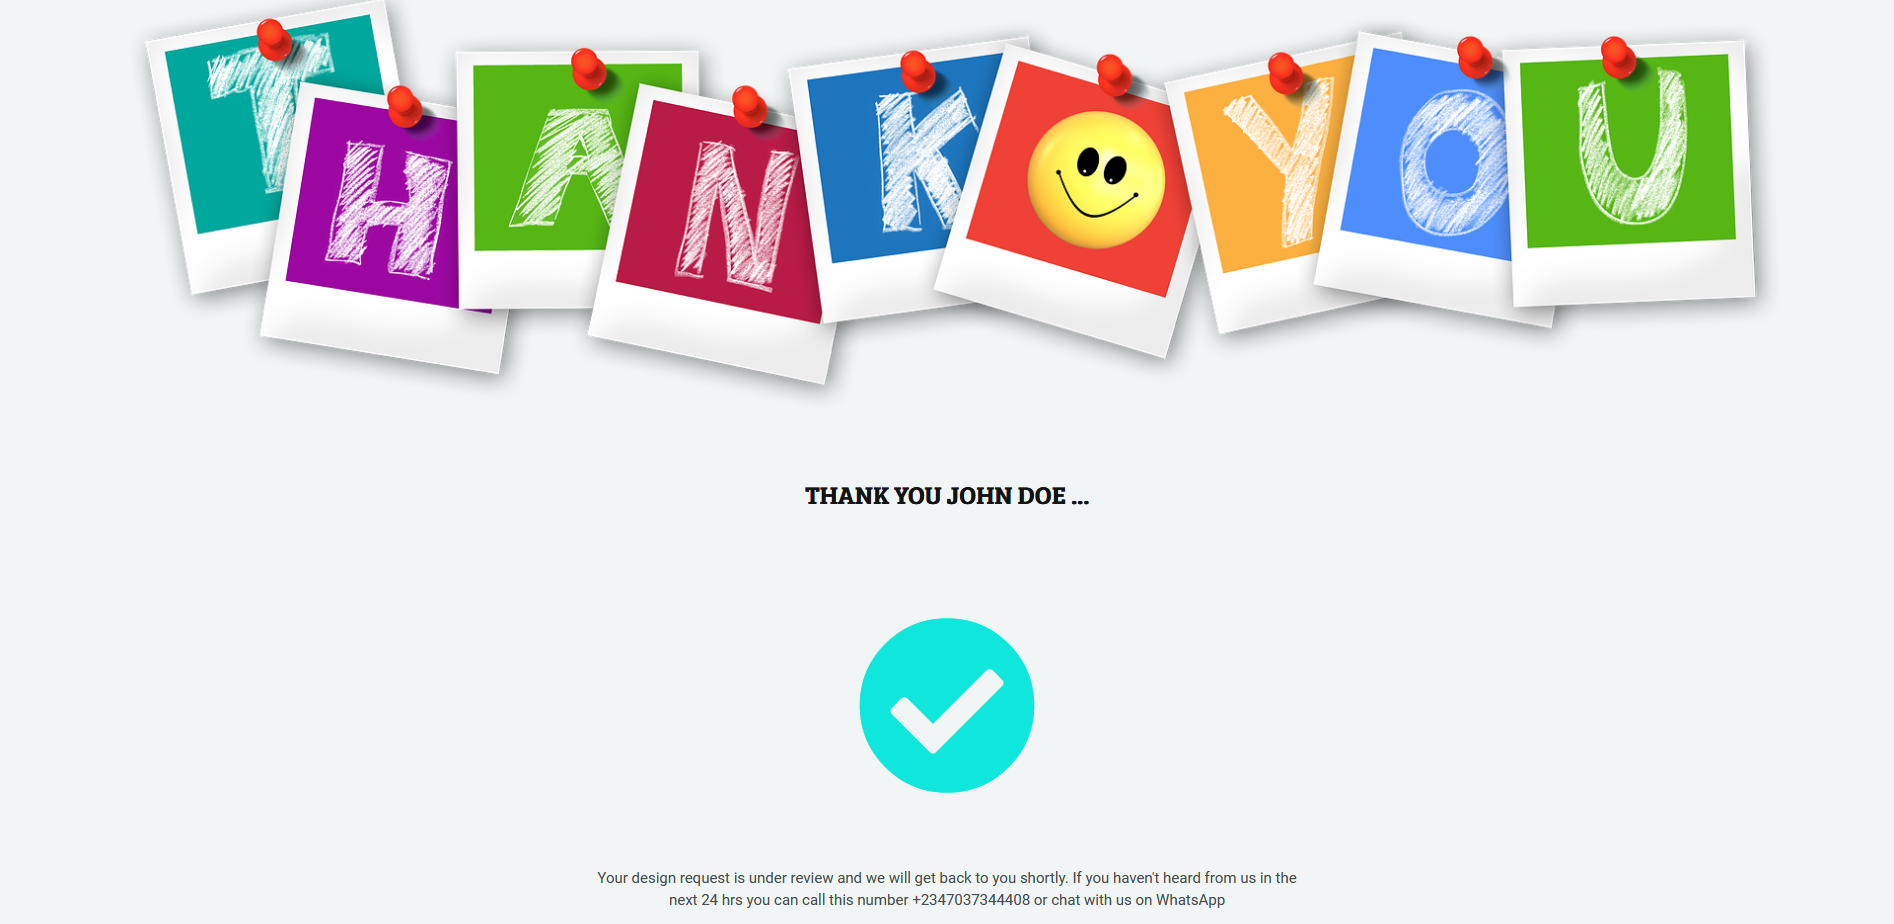 THANK YOU
THANK YOU JOHN DOE ...
Your design request is under review and we will get back to you shortly. If you haven't heard from us in the
next 24 hrs you can call this number +2347037344408 or chat with us on WhatsApp